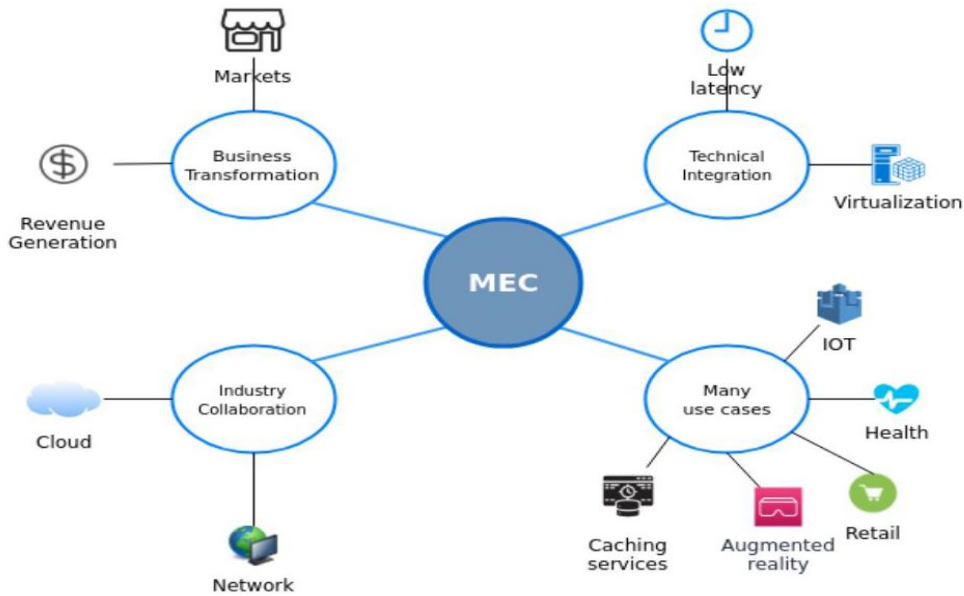 Markets
Low
latency
Business
Transformation
Technical
Integration
Revenue
Generation
Virtualization
MEC
IOT
Industry
Collaboration
Many
use cases
Cloud
Health
Retail
Caching
services
Augmented
reality
Network